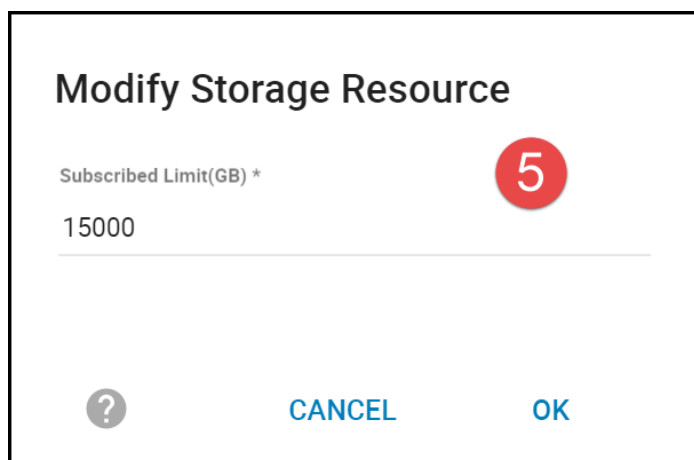 Modify Storage Resource
Subscribed Limit(GB) *
5
15000
?
CANCEL OK